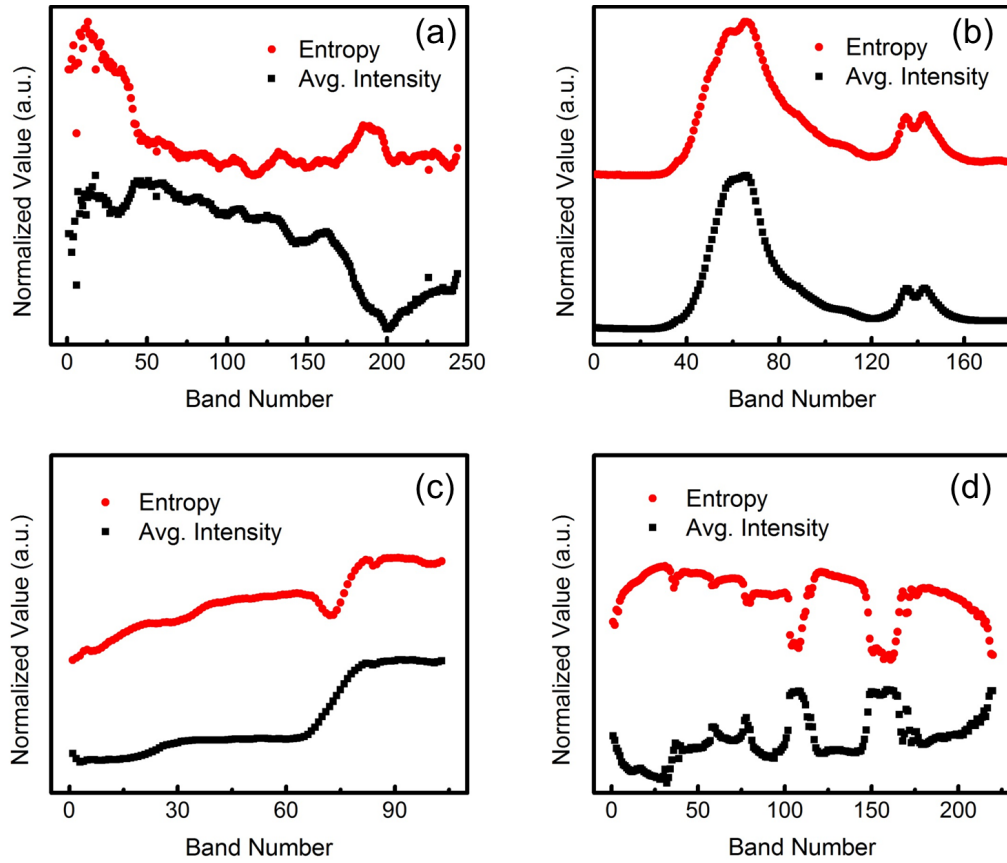 (a)
Entropy
Avg. Intensity
Normalized Value (a.u.)
0 50 100 150 200 250
Band Number
(b)
Entropy
Avg. Intensity
Normalized Value (a.u.)
0 40 80 120 160
Band Number
(c)
Entropy
Avg. Intensity
Normalized Value (a.u.)
0 30 60 90
Band Number
(d)
Entropy
Avg. Intensity
Normalized Value (a.u.)
0 50 100 150 200
Band Number